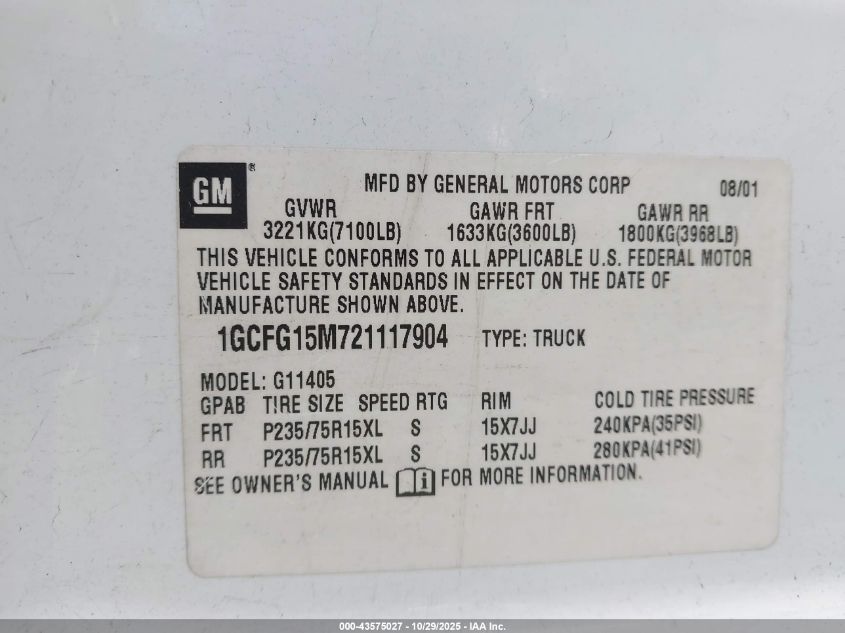 GM ®
MFD BY GENERAL MOTORS CORP 08/01
GVWR GAWR FRT GAWR RR
3221KG(7100LB) 1633KG(3600LB) 1800KG(3968LB)
THIS VEHICLE CONFORMS TO ALL APPLICABLE U.S. FEDERAL MOTOR
VEHICLE SAFETY STANDARDS IN EFFECT ON THE DATE OF
MANUFACTURE SHOWN ABOVE.
1GCFG15M721117904 TYPE: TRUCK
MODEL: G11405
GPAB TIRE SIZE SPEED RTG RIM COLD TIRE PRESSURE
FRT P235/75R15XL S 15X7JJ 240KPA(35PSI)
RR P235/75R15XL S 15X7JJ 280KPA(41PSI)
SEE OWNER'S MANUAL i FOR MORE INFORMATION.
000-43575027 - 10/29/2025 - IAA Inc.